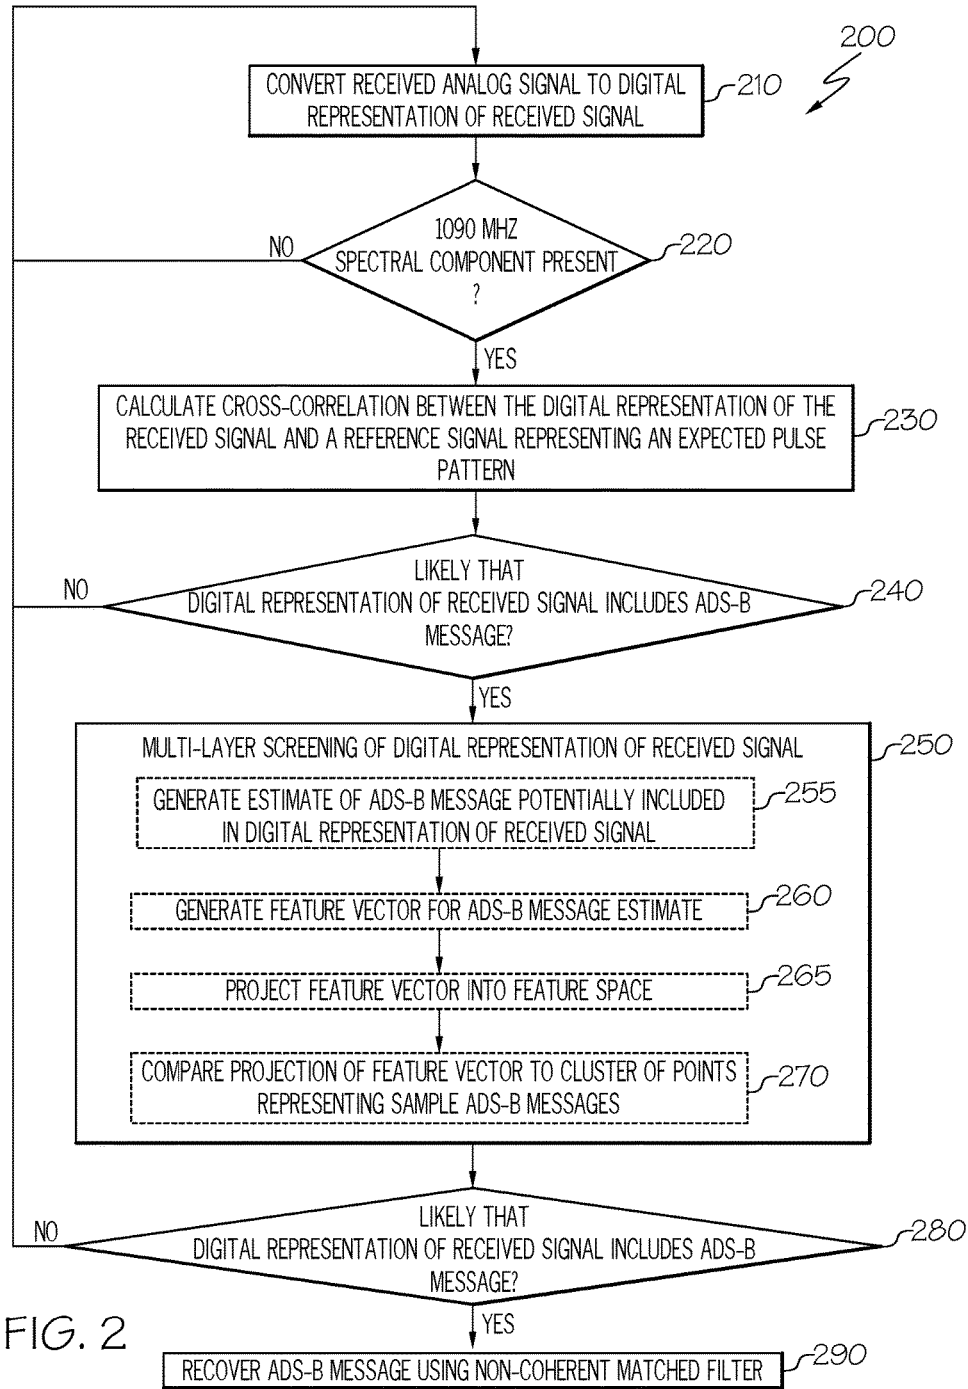 200
CONVERT RECEIVED ANALOG SIGNAL TO DIGITAL
REPRESENTATION OF RECEIVED SIGNAL
210
1090 MHZ
SPECTRAL COMPONENT PRESENT
?
220
NO
YES
CALCULATE CROSS-CORRELATION BETWEEN THE DIGITAL REPRESENTATION OF THE
RECEIVED SIGNAL AND A REFERENCE SIGNAL REPRESENTING AN EXPECTED PULSE
PATTERN
230
LIKELY THAT
DIGITAL REPRESENTATION OF RECEIVED SIGNAL INCLUDES ADS-B
MESSAGE?
240
NO
YES
MULTI-LAYER SCREENING OF DIGITAL REPRESENTATION OF RECEIVED SIGNAL
250
GENERATE ESTIMATE OF ADS-B MESSAGE POTENTIALLY INCLUDED
IN DIGITAL REPRESENTATION OF RECEIVED SIGNAL
255
GENERATE FEATURE VECTOR FOR ADS-B MESSAGE ESTIMATE
260
PROJECT FEATURE VECTOR INTO FEATURE SPACE
265
COMPARE PROJECTION OF FEATURE VECTOR TO CLUSTER OF POINTS
REPRESENTING SAMPLE ADS-B MESSAGES
270
LIKELY THAT
DIGITAL REPRESENTATION OF RECEIVED SIGNAL INCLUDES ADS-B
MESSAGE?
280
NO
YES
RECOVER ADS-B MESSAGE USING NON-COHERENT MATCHED FILTER
290
FIG. 2